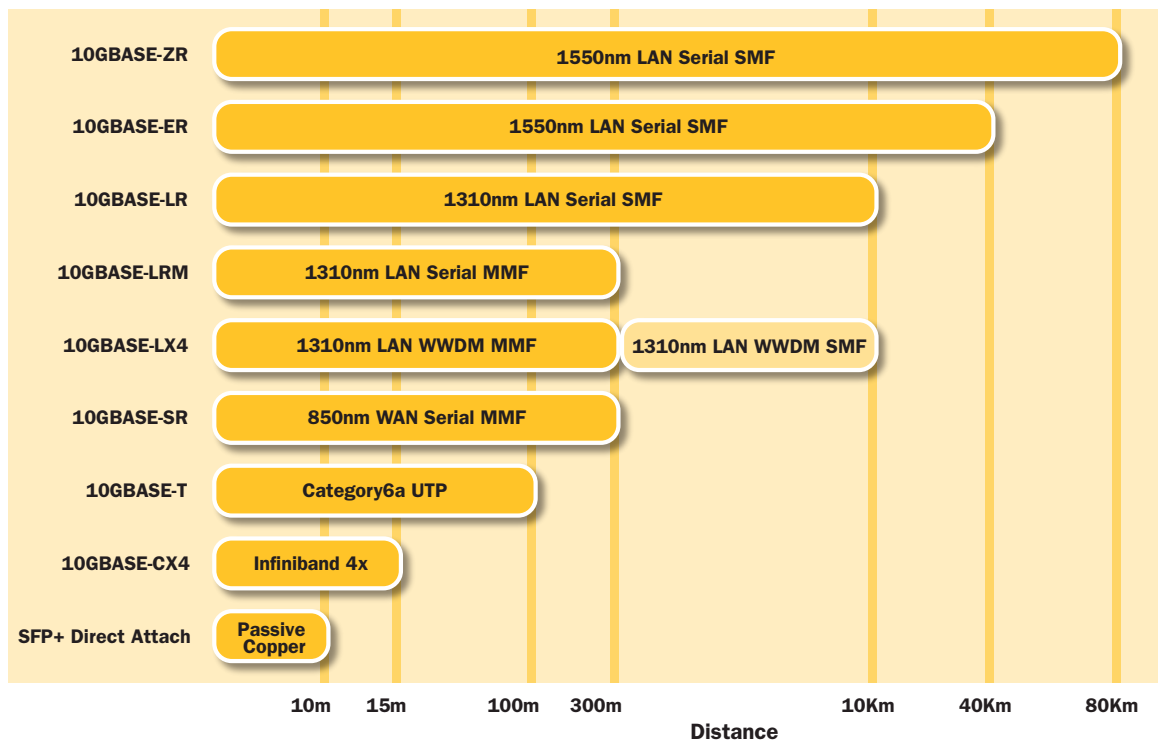 10GBASE-ZR
1550nm LAN Serial SMF
10GBASE-ER
1550nm LAN Serial SMF
10GBASE-LR
1310nm LAN Serial SMF
10GBASE-LRM
1310nm LAN Serial MMF
10GBASE-LX4
1310nm LAN WWDM MMF
1310nm LAN WWDM SMF
10GBASE-SR
850nm WAN Serial MMF
10GBASE-T
Category6a UTP
10GBASE-CX4
Infiniband 4x
SFP+ Direct Attach
Passive
Copper
10m 15m 100m 300m 10Km 40Km 80Km
Distance